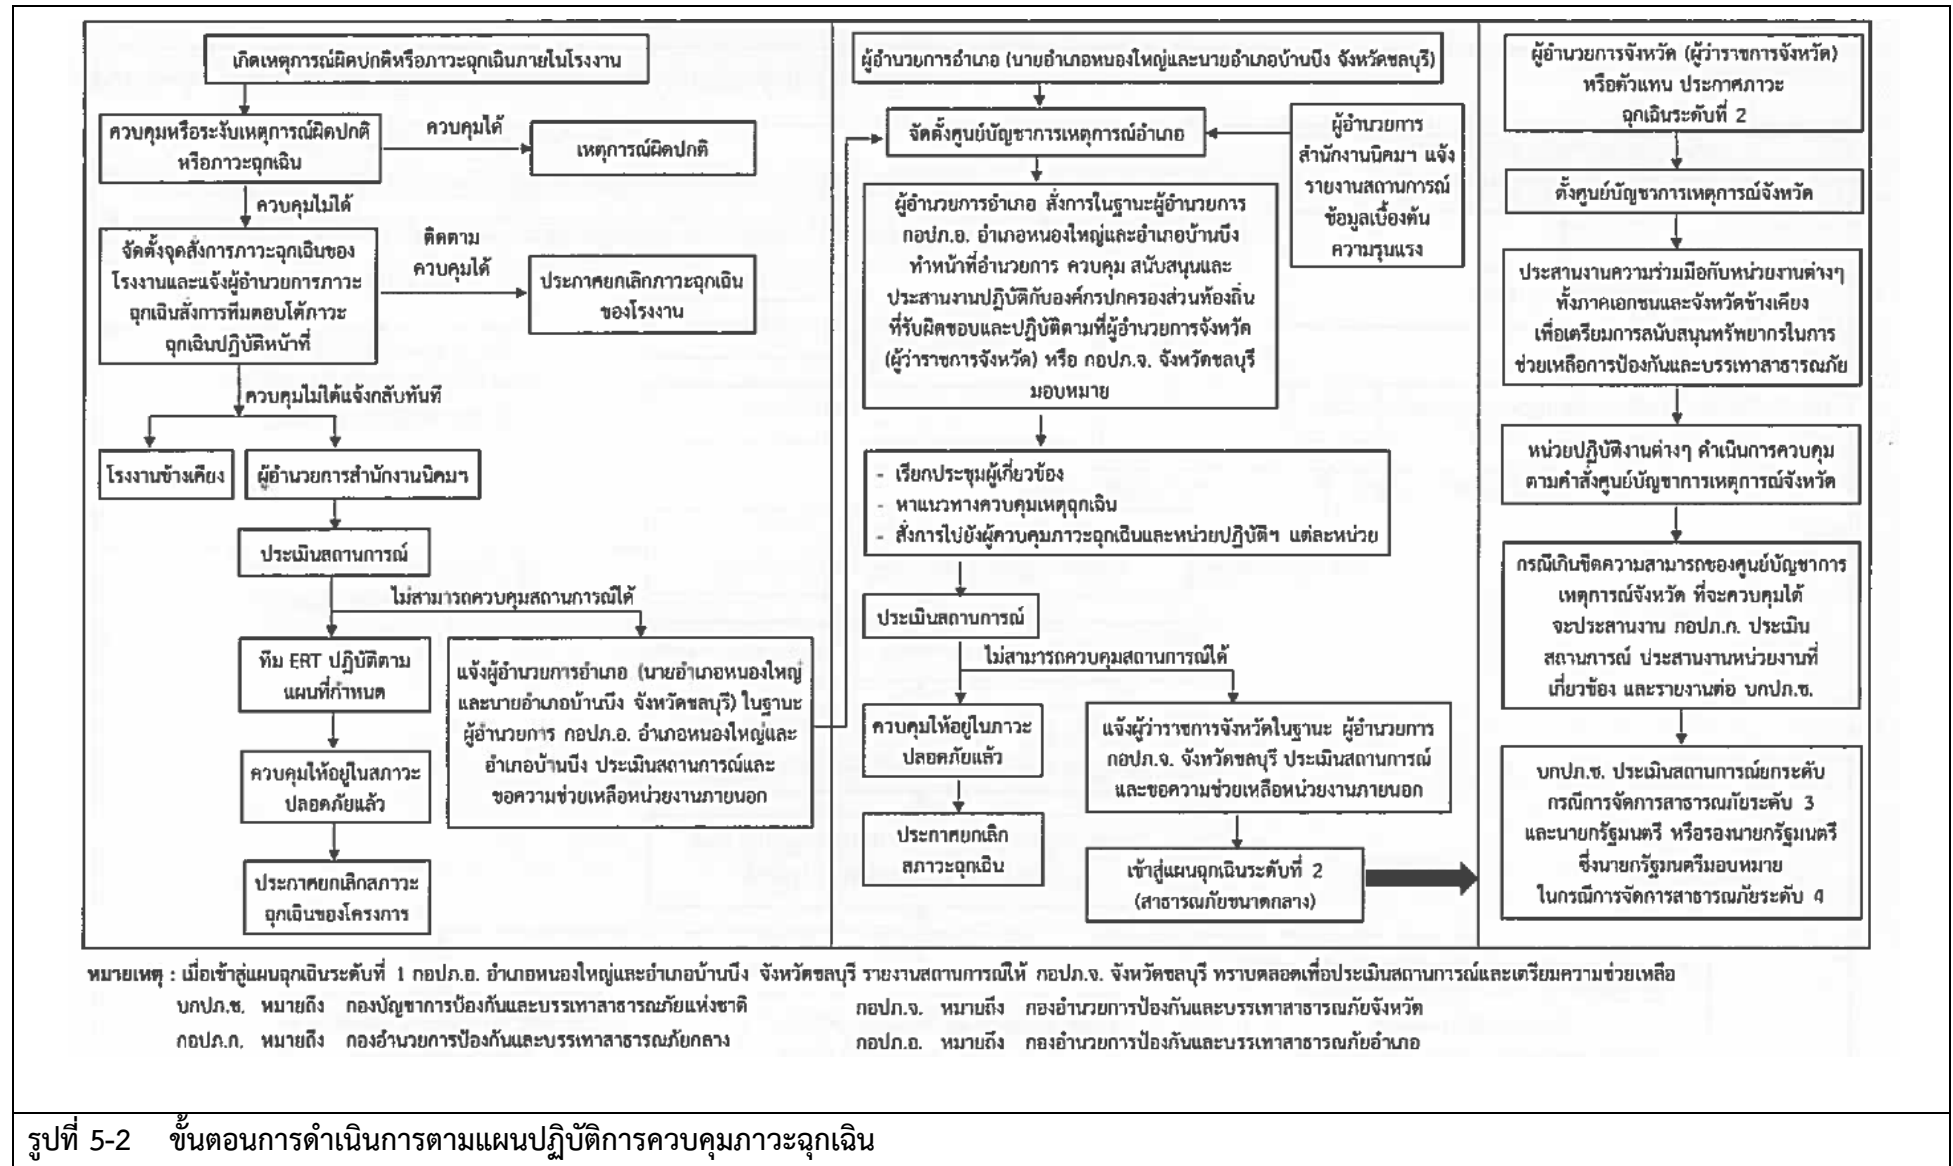 เกิดเหตุการณ์ผิดปกติหรือภาวะฉุกเฉินภายในโรงงาน
ควบคุมหรือระงับเหตุการณ์ผิดปกติ
หรือภาวะฉุกเฉิน
ควบคุมได้
เหตุการณ์ผิดปกติ
ควบคุมไม่ได้
จัดตั้งจุดสั่งการภาวะฉุกเฉินของ
โรงงานและแจ้งผู้อำนวยการภาวะ
ฉุกเฉินสั่งการทีมตอบโต้ภาวะ
ฉุกเฉินปฏิบัติหน้าที่
ติดตาม
ควบคุมได้
ประกาศยกเลิกภาวะฉุกเฉิน
ของโรงงาน
ควบคุมไม่ได้แจ้งกลับทันที
โรงงานข้างเคียง
ผู้อำนวยการสำนักงานนิคมฯ
ประเมินสถานการณ์
ไม่สามารถควบคุมสถานการณ์ได้
ทีม ERT ปฏิบัติตาม
แผนที่กำหนด
ควบคุมให้อยู่ในสภาวะ
ปลอดภัยแล้ว
ประกาศยกเลิกสภาวะ
ฉุกเฉินของโครงการ
แจ้งผู้อำนวยการอำเภอ (นายอำเภอหนองใหญ่
และนายอำเภอบ้านบึง จังหวัดชลบุรี) ในฐานะ
ผู้อำนวยการ กอปภ.อ. อำเภอหนองใหญ่และ
อำเภอบ้านบึง ประเมินสถานการณ์และ
ขอความช่วยเหลือหน่วยงานภายนอก
ผู้อำนวยการอำเภอ (นายอำเภอหนองใหญ่และนายอำเภอบ้านบึง จังหวัดชลบุรี)
จัดตั้งศูนย์บัญชาการเหตุการณ์อำเภอ
ผู้อำนวยการ
สำนักงานนิคมฯ แจ้ง
รายงานสถานการณ์
ข้อมูลเบื้องต้น
ความรุนแรง
ผู้อำนวยการอำเภอ สั่งการในฐานะผู้อำนวยการ
กอปภ.อ. อำเภอหนองใหญ่และอำเภอบ้านบึง
ทำหน้าที่อำนวยการ ควบคุม สนับสนุนและ
ประสานงานปฏิบัติกับองค์กรปกครองส่วนท้องถิ่น
ที่รับผิดชอบและปฏิบัติตามที่ผู้อำนวยการจังหวัด
(ผู้ว่าราชการจังหวัด) หรือ กอปภ.จ. จังหวัดชลบุรี
มอบหมาย
- เรียกประชุมผู้เกี่ยวข้อง
- หาแนวทางควบคุมเหตุฉุกเฉิน
- สั่งการไปยังผู้ควบคุมภาวะฉุกเฉินและหน่วยปฏิบัติฯ แต่ละหน่วย
ประเมินสถานการณ์
ไม่สามารถควบคุมสถานการณ์ได้
ควบคุมให้อยู่ในภาวะ
ปลอดภัยแล้ว
ประกาศยกเลิก
สภาวะฉุกเฉิน
แจ้งผู้ว่าราชการจังหวัดในฐานะ ผู้อำนวยการ
กอปภ.จ. จังหวัดชลบุรี ประเมินสถานการณ์
และขอความช่วยเหลือหน่วยงานภายนอก
เข้าสู่แผนฉุกเฉินระดับที่ 2
(สาธารณภัยขนาดกลาง)
ผู้อำนวยการจังหวัด (ผู้ว่าราชการจังหวัด)
หรือตัวแทน ประกาศภาวะ
ฉุกเฉินระดับที่ 2
ตั้งศูนย์บัญชาการเหตุการณ์จังหวัด
ประสานงานความร่วมมือกับหน่วยงานต่างๆ
ทั้งภาคเอกชนและจังหวัดข้างเคียง
เพื่อเตรียมการสนับสนุนทรัพยากรในการ
ช่วยเหลือการป้องกันและบรรเทาสาธารณภัย
หน่วยปฏิบัติงานต่างๆ ดำเนินการควบคุม
ตามคำสั่งศูนย์บัญชาการเหตุการณ์จังหวัด
กรณีเกินขีดความสามารถของศูนย์บัญชาการ
เหตุการณ์จังหวัด ที่จะควบคุมได้
จะประสานงาน กอปภ.ก. ประเมิน
สถานการณ์ ประสานงานหน่วยงานที่
เกี่ยวข้อง และรายงานต่อ บกปภ.ช.
บกปภ.ช. ประเมินสถานการณ์ยกระดับ
กรณีการจัดการสาธารณภัยระดับ 3
และนายกรัฐมนตรี หรือรองนายกรัฐมนตรี
ซึ่งนายกรัฐมนตรีมอบหมาย
ในกรณีการจัดการสาธารณภัยระดับ 4
หมายเหตุ : เมื่อเข้าสู่แผนฉุกเฉินระดับที่ 1 กอปภ.อ. อำเภอหนองใหญ่และอำเภอบ้านบึง จังหวัดชลบุรี รายงานสถานการณ์ให้ กอปภ.จ. จังหวัดชลบุรี ทราบตลอดเพื่อประเมินสถานการณ์และเตรียมความช่วยเหลือ
บกปภ.ช. หมายถึง กองบัญชาการป้องกันและบรรเทาสาธารณภัยแห่งชาติ
กอปภ.จ. หมายถึง กองอำนวยการป้องกันและบรรเทาสาธารณภัยจังหวัด
กอปภ.ก. หมายถึง กองอำนวยการป้องกันและบรรเทาสาธารณภัยกลาง
กอปภ.อ. หมายถึง กองอำนวยการป้องกันและบรรเทาสาธารณภัยอำเภอ
รูปที่ 5-2 ขั้นตอนการดำเนินการตามแผนปฏิบัติการควบคุมภาวะฉุกเฉิน